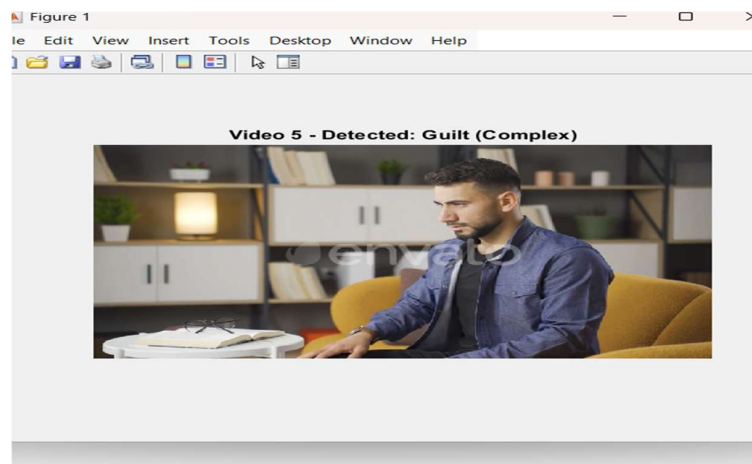 Figure 1
le Edit View Insert Tools Desktop Window Help
Video 5 - Detected: Guilt (Complex)
envato